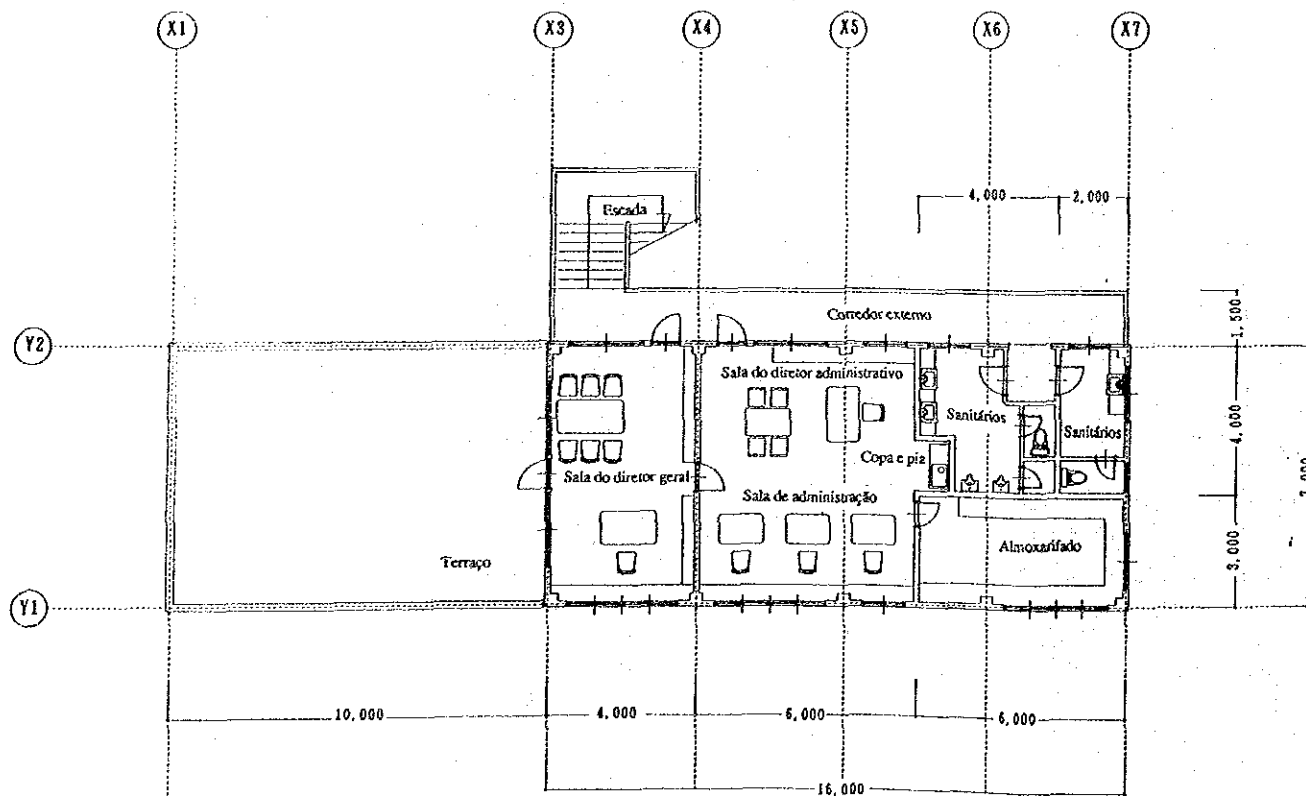 X1
X3
X4
X5
X6
X7
Escada
4,000
2,000
Corredor externo
1,500
Y2
Sala do diretor administrativo
Sanitários
Sanitários
4,000
Copa e pia
Sala do diretor geral
Sala de administração
Almoxarifado
Terraço
3,000
Y1
10,000
4,000
6,000
6,000
16,000